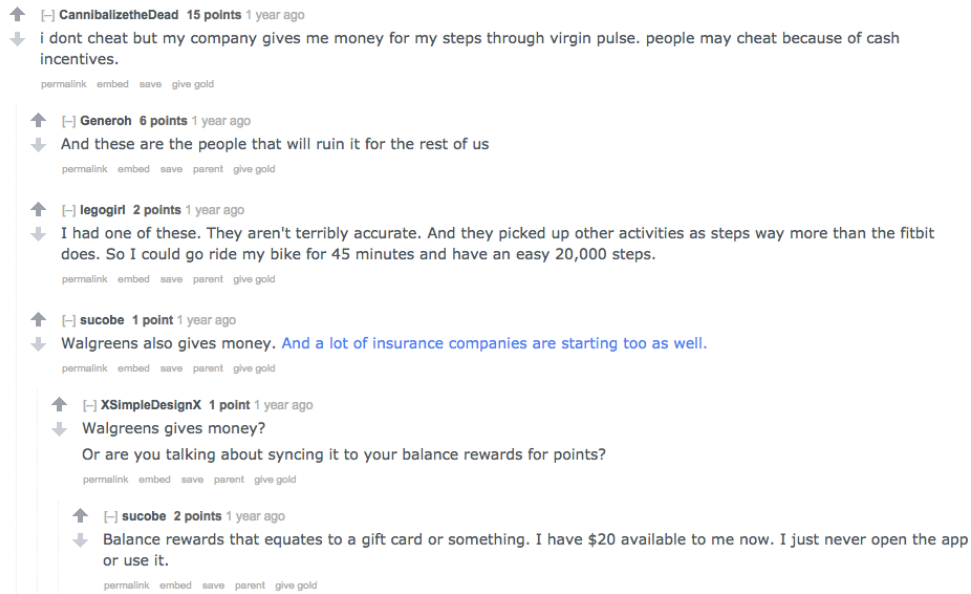 [–] CannibalizetheDead 15 points 1 year ago
i dont cheat but my company gives me money for my steps through virgin pulse. people may cheat because of cash
incentives.
permalink embed save give gold
[–] Generoh 6 points 1 year ago
And these are the people that will ruin it for the rest of us
permalink embed save parent give gold
[–] legogirl 2 points 1 year ago
I had one of these. They aren't terribly accurate. And they picked up other activities as steps way more than the fitbit
does. So I could go ride my bike for 45 minutes and have an easy 20,000 steps.
permalink embed save parent give gold
[–] sucobe 1 point 1 year ago
Walgreens also gives money. And a lot of insurance companies are starting too as well.
permalink embed save parent give gold
[–] XSimpleDesignX 1 point 1 year ago
Walgreens gives money?
Or are you talking about syncing it to your balance rewards for points?
permalink embed save parent give gold
[–] sucobe 2 points 1 year ago
Balance rewards that equates to a gift card or something. I have $20 available to me now. I just never open the app
or use it.
permalink embed save parent give gold